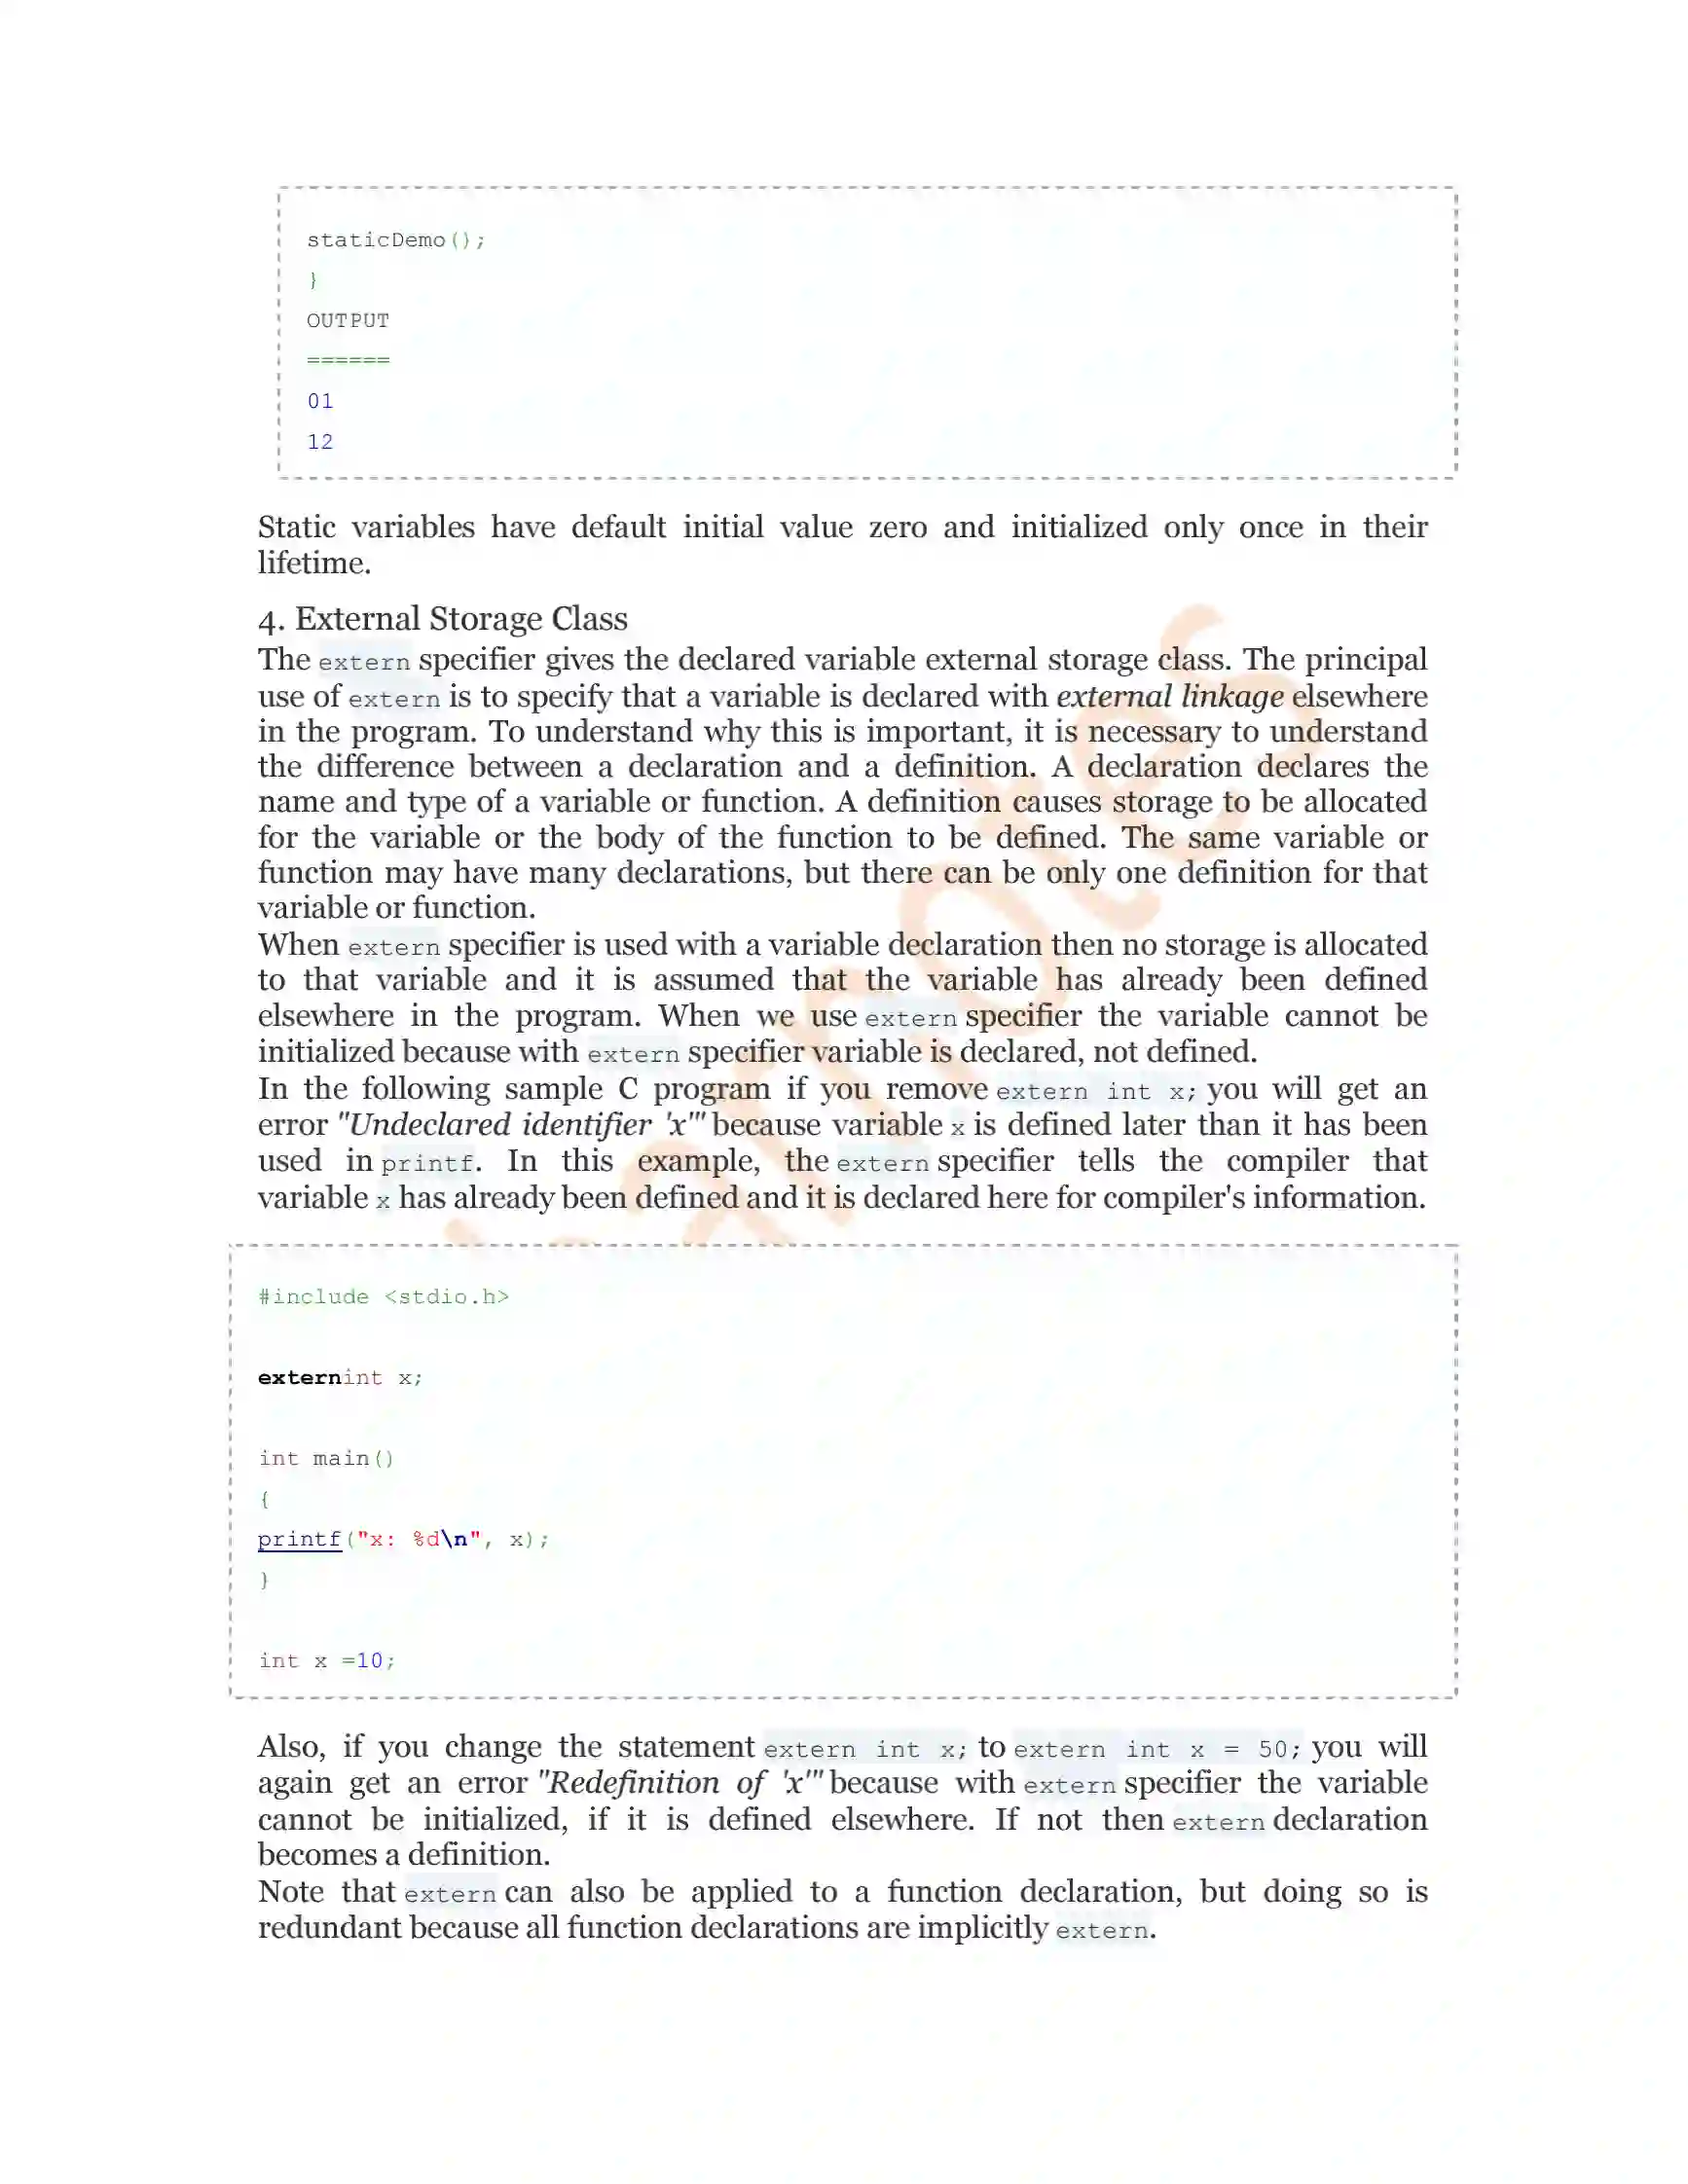 staticDemo();
}
OUTPUT
======
01
12
Static variables have default initial value zero and initialized only once in their
lifetime.
4. External Storage Class
The extern specifier gives the declared variable external storage class. The principal
use of extern is to specify that a variable is declared with external linkage elsewhere
in the program. To understand why this is important, it is necessary to understand
the difference between a declaration and a definition. A declaration declares the
name and type of a variable or function. A definition causes storage to be allocated
for the variable or the body of the function to be defined. The same variable or
function may have many declarations, but there can be only one definition for that
variable or function.
When extern specifier is used with a variable declaration then no storage is allocated
to that variable and it is assumed that the variable has already been defined
elsewhere in the program. When we use extern specifier the variable cannot be
initialized because with extern specifier variable is declared, not defined.
In the following sample C program if you remove extern int x; you will get an
error "Undeclared identifier 'x'" because variable x is defined later than it has been
used in printf. In this example, the extern specifier tells the compiler that
variable x has already been defined and it is declared here for compiler's information.
#include <stdio.h>
externint x;
int main()
{
printf("x: %d\n", x);
}
int x =10;
Also, if you change the statement extern int x; to extern int x = 50; you will
again get an error "Redefinition of 'x'" because with extern specifier the variable
cannot be initialized, if it is defined elsewhere. If not then extern declaration
becomes a definition.
Note that extern can also be applied to a function declaration, but doing so is
redundant because all function declarations are implicitly extern.